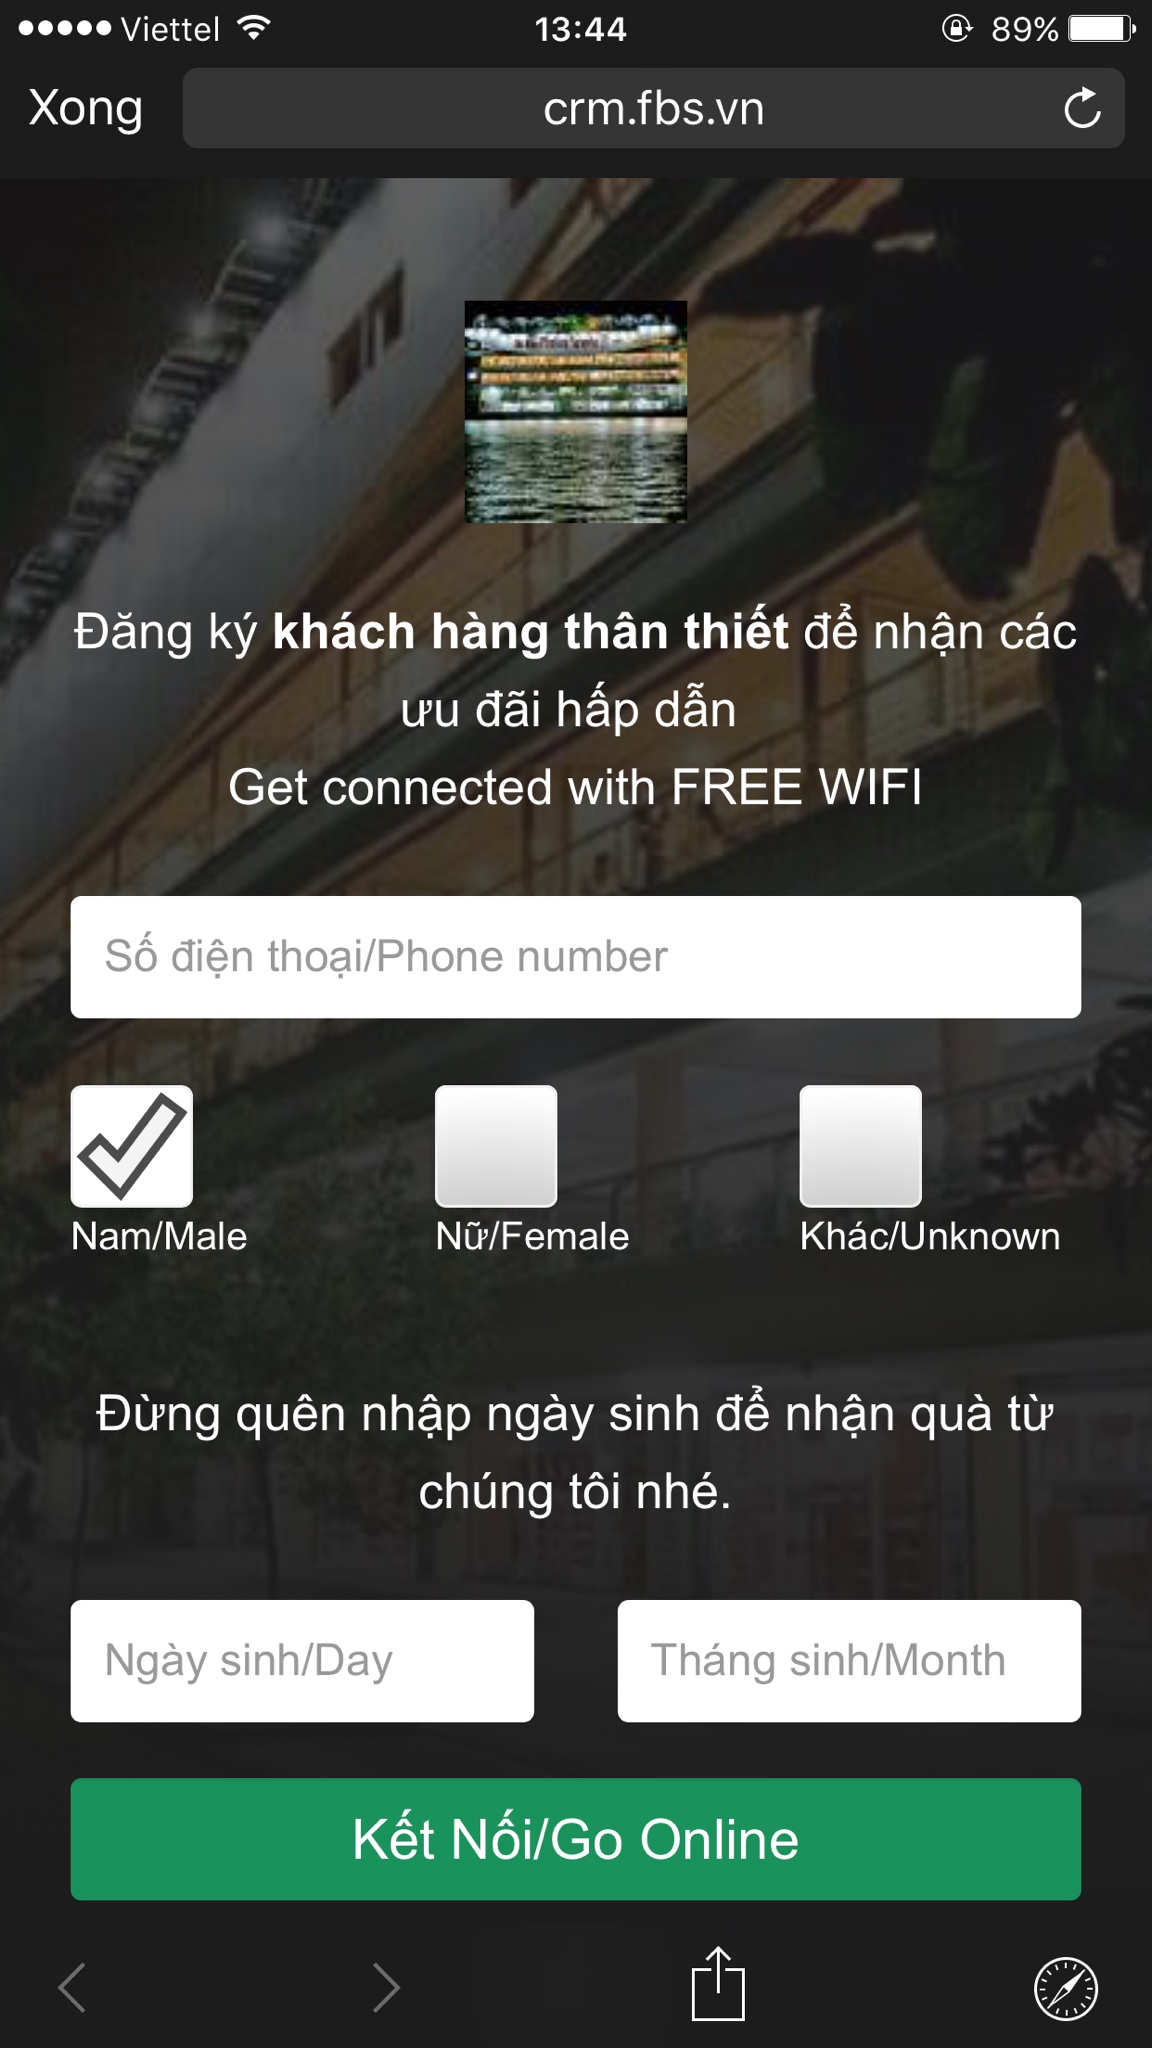 Viettel 13:44 89%
Xong crm.fbs.vn
Đăng ký khách hàng thân thiết để nhận các
ưu đãi hấp dẫn
Get connected with FREE WIFI
Số điện thoại/Phone number
Nam/Male Nữ/Female Khác/Unknown
Đừng quên nhập ngày sinh để nhận quà từ
chúng tôi nhé.
Ngày sinh/Day Tháng sinh/Month
Kết Nối/Go Online